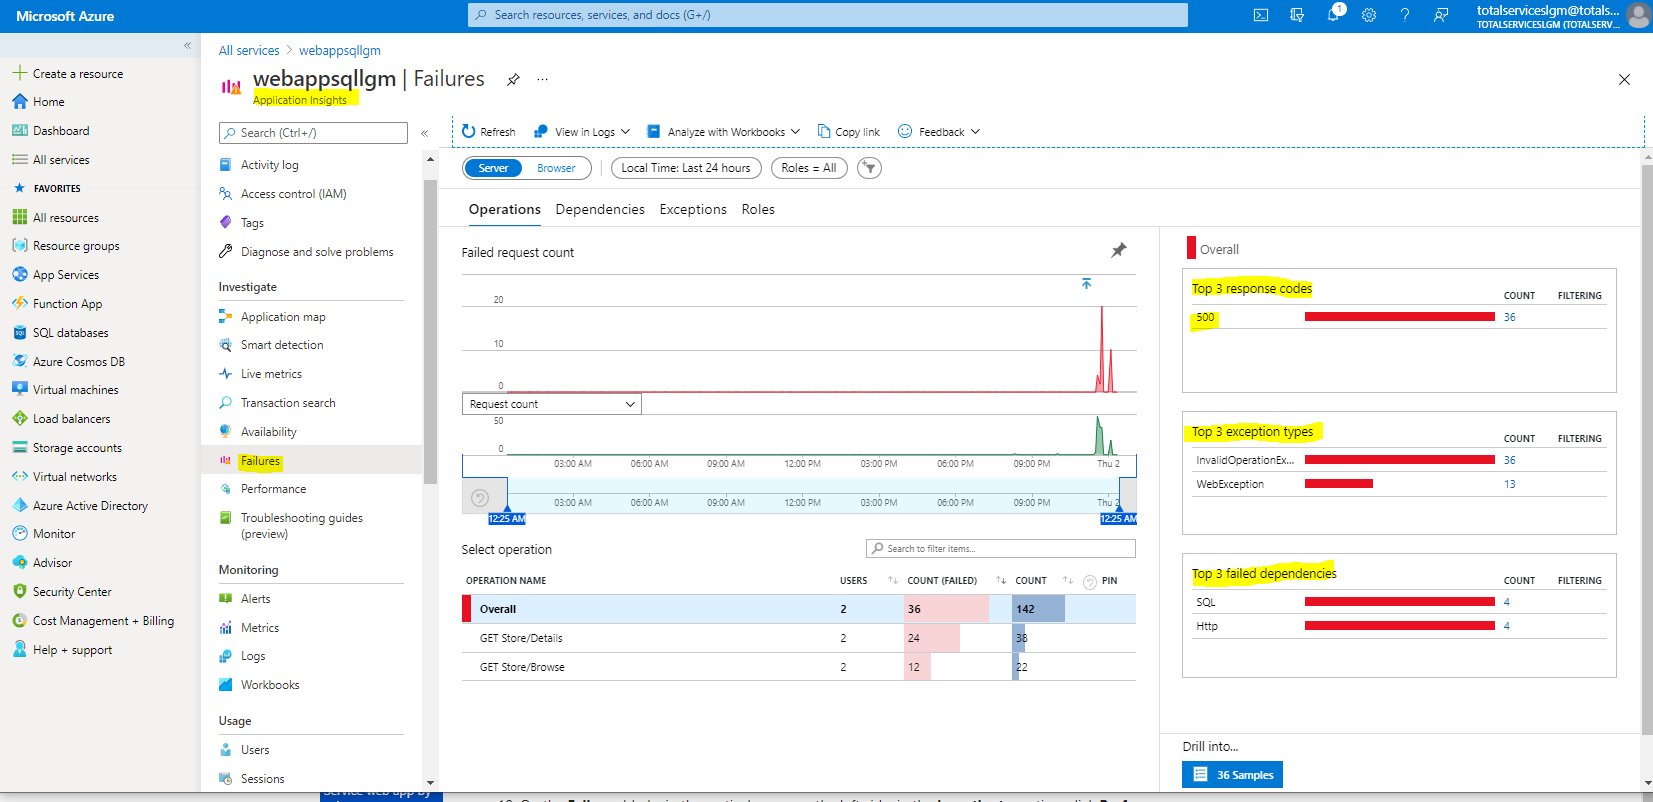 Microsoft Azure
Search resources, services, and docs (G+/)
1
totalserviceslgm@totals...
TOTALSERVICESLGM (TOTALSERV...
Create a resource
Home
Dashboard
All services
FAVORITES
All resources
Resource groups
App Services
Function App
SQL databases
Azure Cosmos DB
Virtual machines
Load balancers
Storage accounts
Virtual networks
Azure Active Directory
Monitor
Advisor
Security Center
Cost Management + Billing
Help + support
All services > webappsqllgm
webappsqllgm | Failures
Application Insights
Search (Ctrl+/)
Activity log
Access control (IAM)
Tags
Diagnose and solve problems
Investigate
Application map
Smart detection
Live metrics
Transaction search
Availability
Failures
Performance
Troubleshooting guides
(preview)
Monitoring
Alerts
Metrics
Logs
Workbooks
Usage
Users
Sessions
Refresh View in Logs Analyze with Workbooks Copy link Feedback
Server Browser Local Time: Last 24 hours Roles = All
Operations Dependencies Exceptions Roles
Failed request count
20
10
0
Request count
50
0
03:00 AM 06:00 AM 09:00 AM 12:00 PM 03:00 PM 06:00 PM 09:00 PM Thu 2
03:00 AM 06:00 AM 09:00 AM 12:00 PM 03:00 PM 06:00 PM 09:00 PM Thu 2
12:25 AM 12:25 AM
Select operation
Search to filter items...
OPERATION NAME USERS COUNT (FAILED) COUNT PIN
Overall 2 36 142
GET Store/Details 2 24 38
GET Store/Browse 2 12 22
Overall
Top 3 response codes
COUNT FILTERING
500 36
Top 3 exception types
COUNT FILTERING
InvalidOperationEx... 36
WebException 13
Top 3 failed dependencies
COUNT FILTERING
SQL 4
Http 4
Drill into...
36 Samples